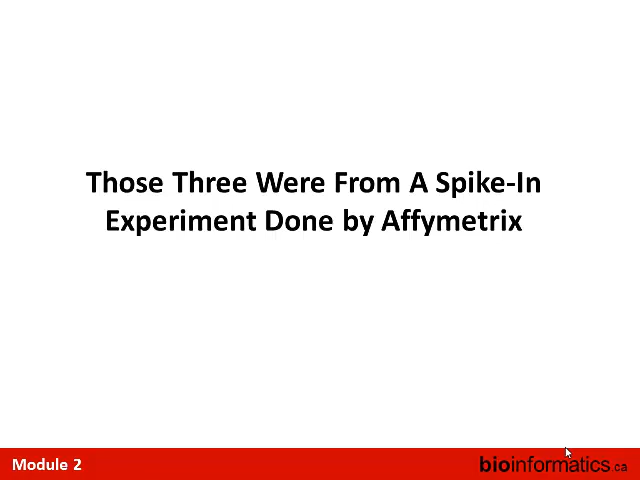 Those Three Were From A Spike-In
Experiment Done by Affymetrix
Module 2
bioinformatics.ca